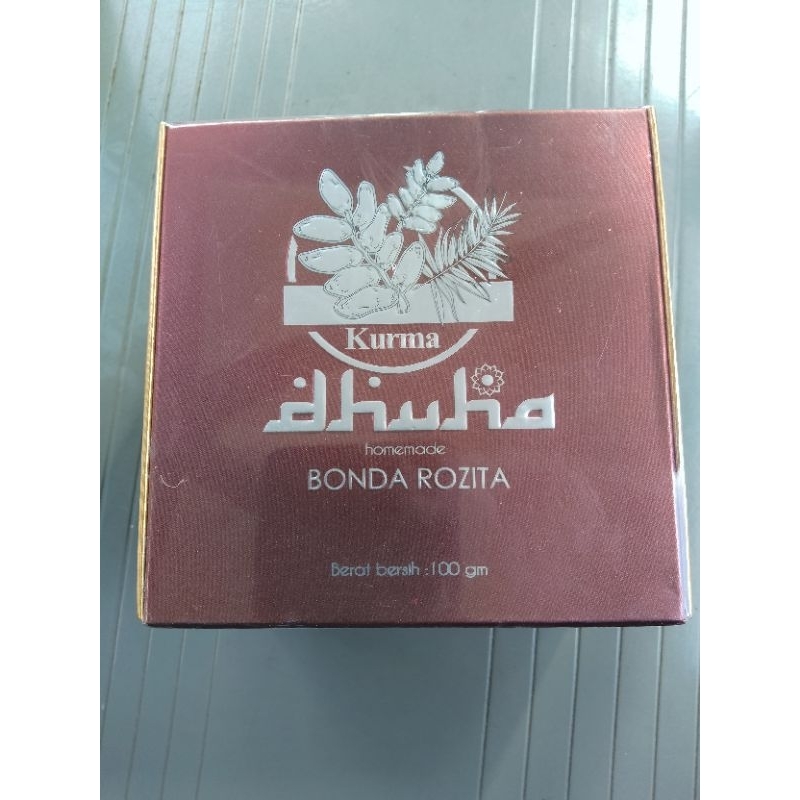 Kurma
dhuha
homemade
BONDA ROZITA
Berat bersih :100 gm